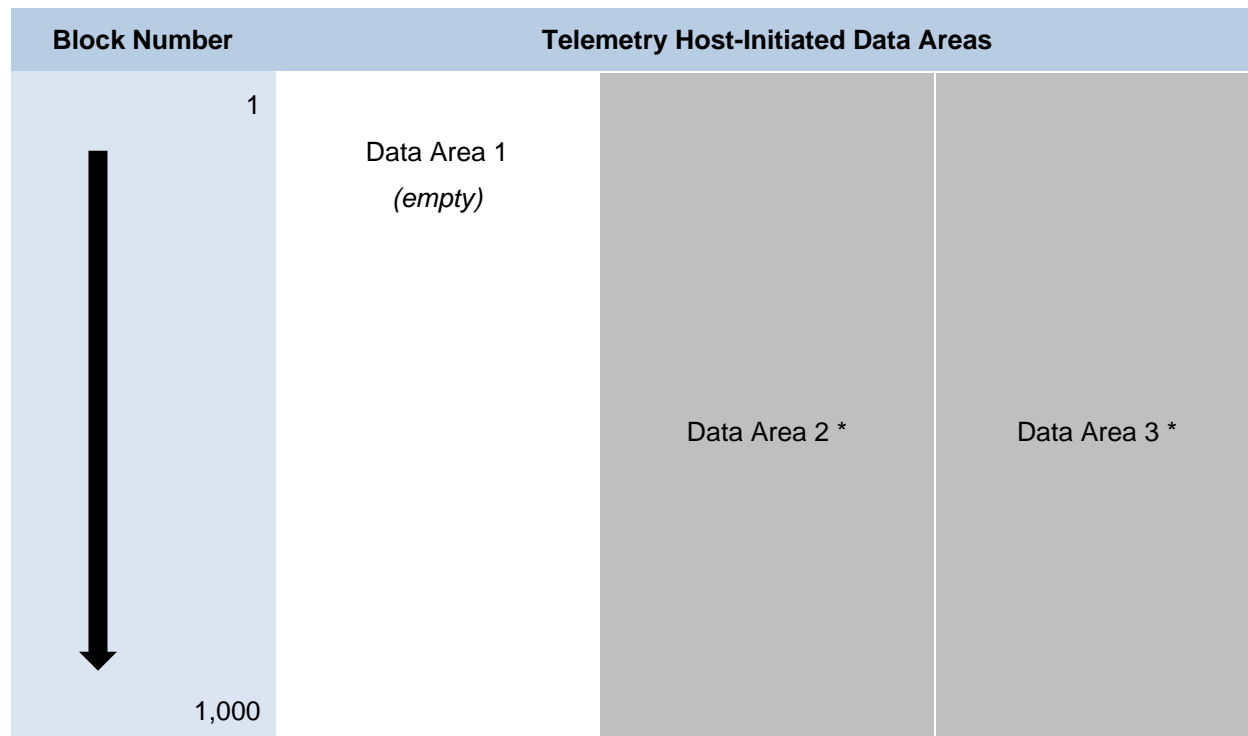 Block Number
Telemetry Host-Initiated Data Areas
1
Data Area 1
(empty)
Data Area 2 *
Data Area 3 *
1,000